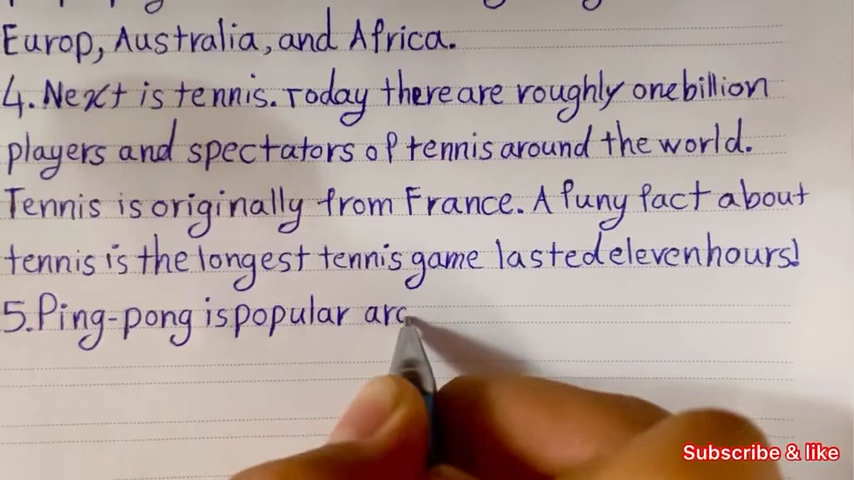 Europ, Australia, and Africa.
4. Next is tennis. Today there are roughly one billion
players and spectators of tennis around the world.
Tennis is originally from France. A funy fact about
tennis is the longest tennis game lasted eleven hours!
5. Ping-pong is popular aro
Subscribe & like